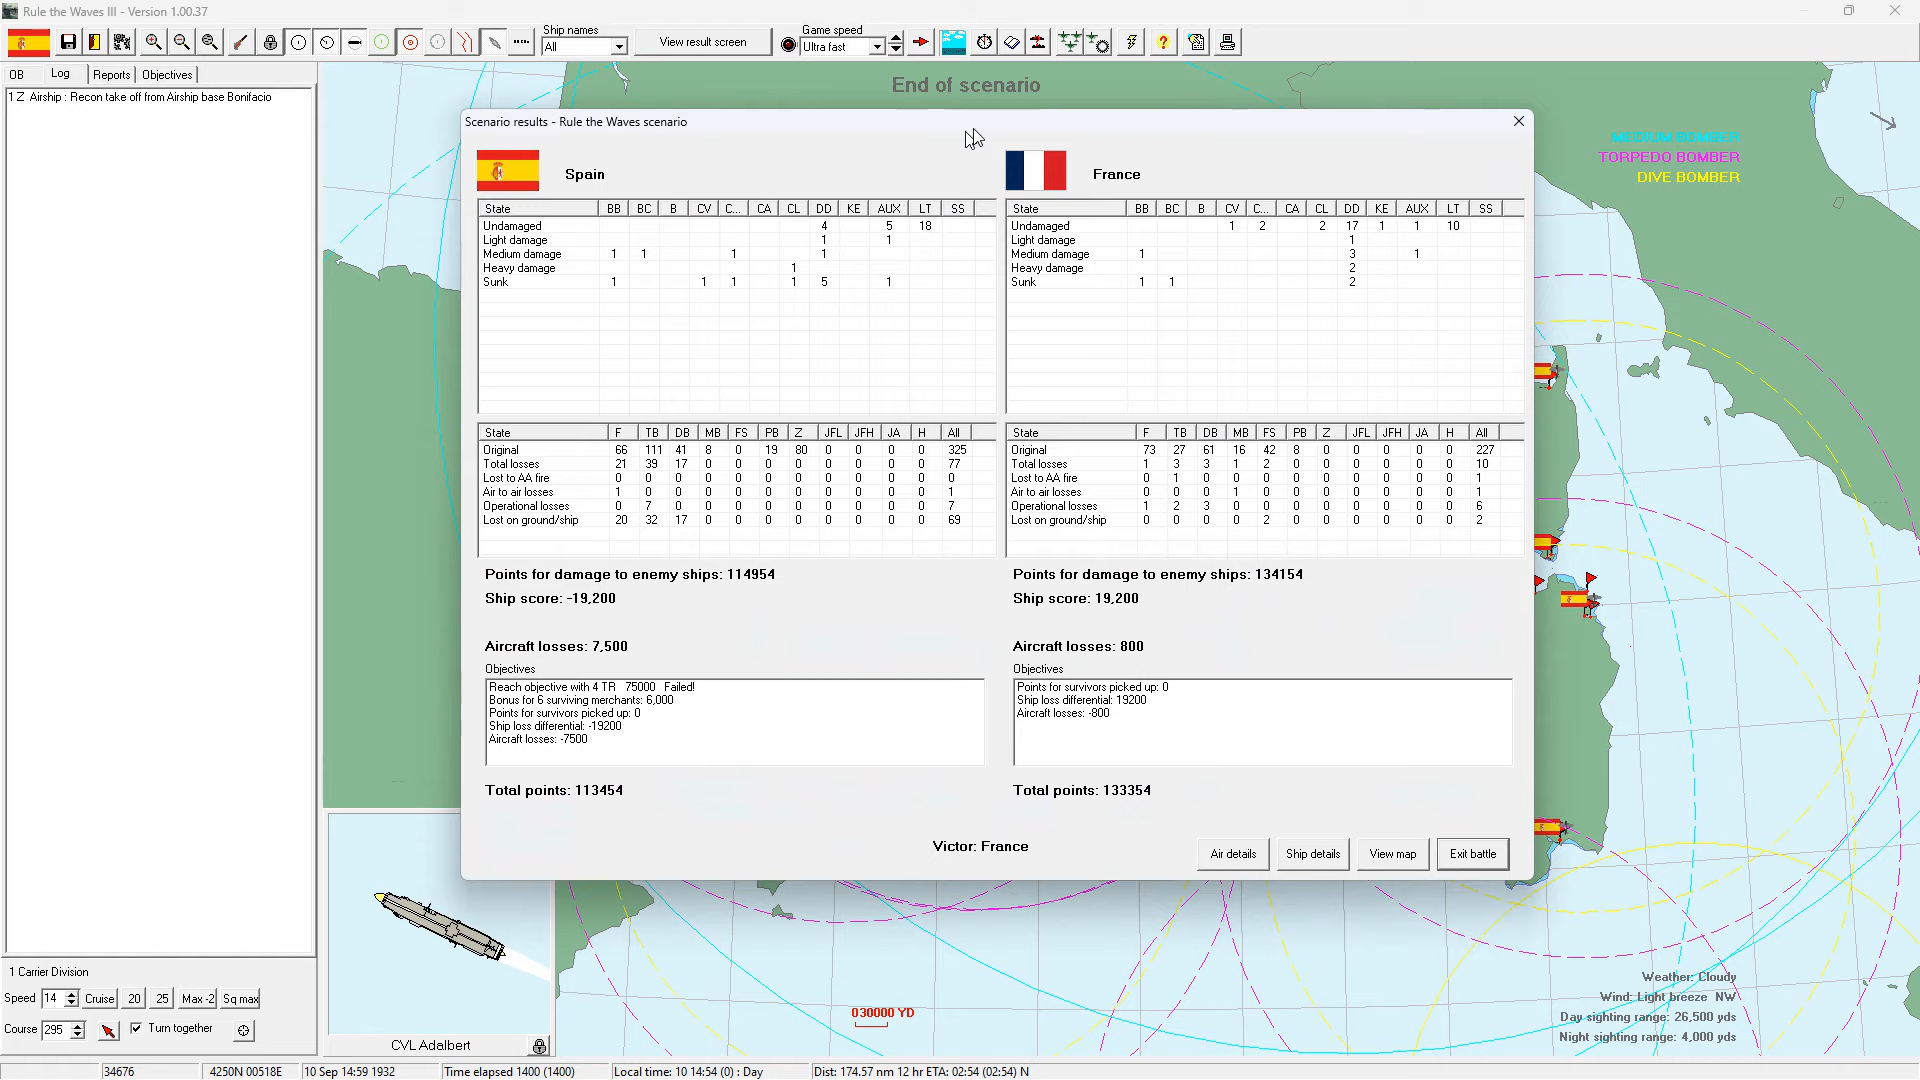 Rule the Waves III - Version 1.00.37
Ship names
All
View result screen
Game speed
Ultra fast
OB Log Reports Objectives
1 Z Airship : Recon take off from Airship base Bonifacio
End of scenario
MEDIUM BOMBER
TORPEDO BOMBER
DIVE BOMBER
Scenario results - Rule the Waves scenario
Spain
State BB BC B CV C... CA CL DD KE AUX LT SS
Undamaged 4 5 18
Light damage 1 1
Medium damage 1 1 1 1
Heavy damage 1
Sunk 1 1 1 1 5 1
State F TB DB MB FS PB Z JFL JFH JA H All
Original 66 111 41 8 0 19 80 0 0 0 0 325
Total losses 21 39 17 0 0 0 0 0 0 0 0 77
Lost to AA fire 0 0 0 0 0 0 0 0 0 0 0 0
Air to air losses 1 0 0 0 0 0 0 0 0 0 0 1
Operational losses 0 7 0 0 0 0 0 0 0 0 0 7
Lost on ground/ship 20 32 17 0 0 0 0 0 0 0 0 69
Points for damage to enemy ships: 114954
Ship score: -19,200
Aircraft losses: 7,500
Objectives
Reach objective with 4 TR 75000 Failed!
Bonus for 6 surviving merchants: 6,000
Points for survivors picked up: 0
Ship loss differential: -19200
Aircraft losses: -7500
Total points: 113454
France
State BB BC B CV C... CA CL DD KE AUX LT SS
Undamaged 1 2 2 17 1 1 10
Light damage 1
Medium damage 1 3 1
Heavy damage 2
Sunk 1 1 2
State F TB DB MB FS PB Z JFL JFH JA H All
Original 73 27 61 16 42 8 0 0 0 0 0 227
Total losses 1 3 3 1 2 0 0 0 0 0 0 10
Lost to AA fire 0 1 0 0 0 0 0 0 0 0 0 1
Air to air losses 0 0 0 1 0 0 0 0 0 0 0 1
Operational losses 1 2 3 0 0 0 0 0 0 0 0 6
Lost on ground/ship 0 0 0 0 2 0 0 0 0 0 0 2
Points for damage to enemy ships: 134154
Ship score: 19,200
Aircraft losses: 800
Objectives
Points for survivors picked up: 0
Ship loss differential: 19200
Aircraft losses: -800
Total points: 133354
Victor: France
Air details Ship details View map Exit battle
1 Carrier Division
Speed 14 Cruise 20 25 Max -2 Sq max
Course 295 Turn together
CVL Adalbert
030000 YD
Weather: Cloudy
Wind: Light breeze NW
Day sighting range: 26,500 yds
Night sighting range: 4,000 yds
34676 4250N 00518E 10 Sep 14:59 1932 Time elapsed 1400 (1400) Local time: 10 14:54 (0) : Day Dist: 174.57 nm 12 hr ETA: 02:54 (02:54) N